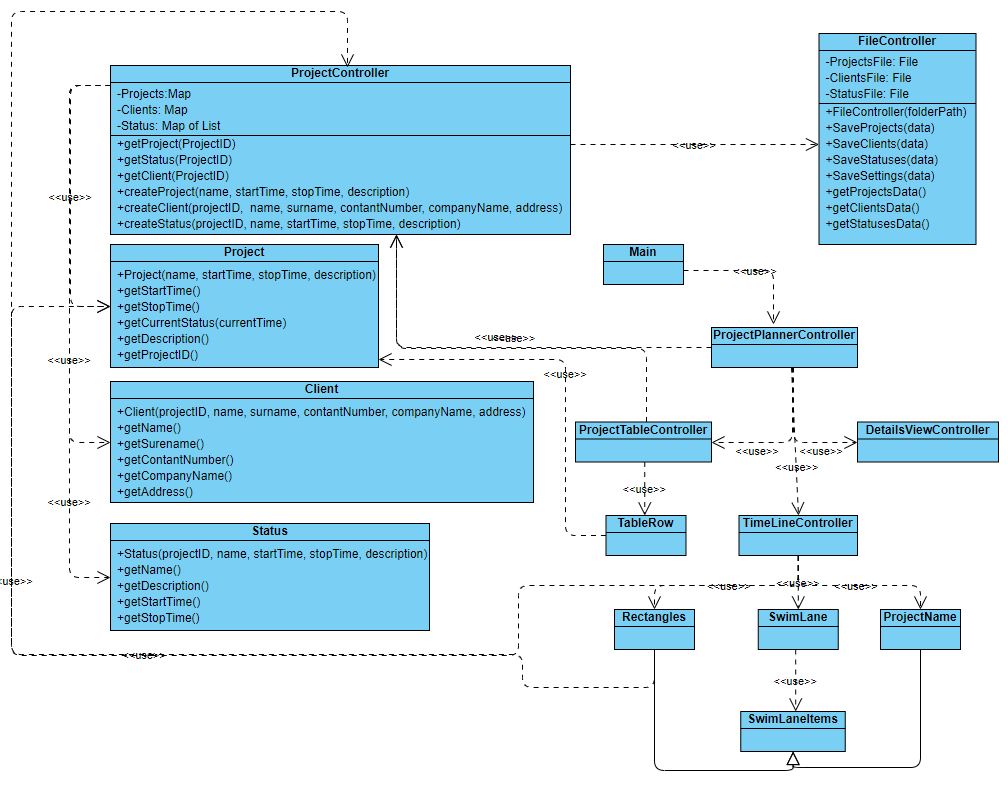 ProjectController
-Projects:Map
-Clients: Map
-Status: Map of List
+getProject(ProjectID)
+getStatus(ProjectID)
+getClient(ProjectID)
+createProject(name, startTime, stopTime, description)
+createClient(projectID, name, surname, contantNumber, companyName, address)
+createStatus(projectID, name, startTime, stopTime, description)
<<use>>
FileController
-ProjectsFile: File
-ClientsFile: File
-StatusFile: File
+FileController(folderPath)
+SaveProjects(data)
+SaveClients(data)
+SaveStatuses(data)
+SaveSettings(data)
+getProjectsData()
+getClientsData()
+getStatusesData()
<<use>>
Project
+Project(name, startTime, stopTime, description)
+getStartTime()
+getStopTime()
+getCurrentStatus(currentTime)
+getDescription()
+getProjectID()
Main
<<use>>
ProjectPlannerController
<<use>>
<<use>>
<<use>>
<<use>>
Client
+Client(projectID, name, surname, contantNumber, companyName, address)
+getName()
+getSurename()
+getContantNumber()
+getCompanyName()
+getAddress()
ProjectTableController
<<use>>
<<use>>
<<use>>
DetailsViewController
<<use>>
<<use>>
Status
+Status(projectID, name, startTime, stopTime, description)
+getName()
+getDescription()
+getStartTime()
+getStopTime()
TableRow
TimeLineController
<<use>>
<<use>>
<<use>>
use>>
<<use>>
Rectangles
SwimLane
ProjectName
<<use>>
SwimLaneItems